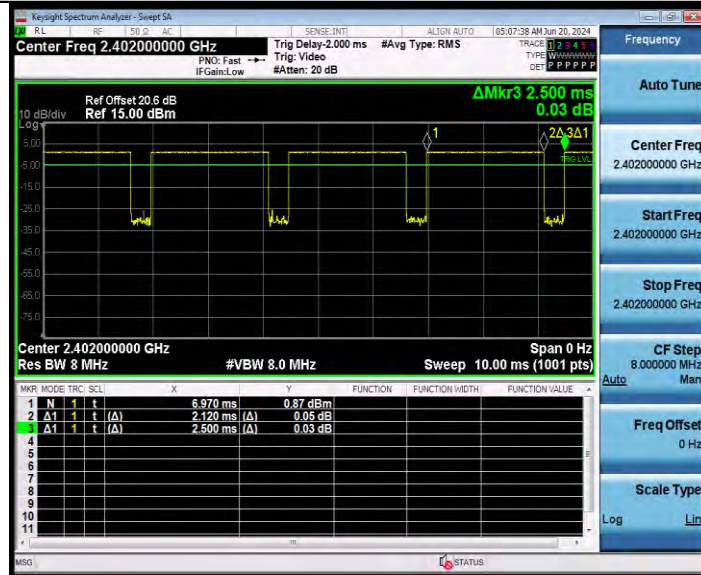 Keysight Spectrum Analyzer - Swept SA
RL RF 50 Ω AC SENSE:INT ALIGN AUTO 05:07:38 AM Jun 20, 2024
Center Freq 2.402000000 GHz
PNO: Fast
IFGain:Low
Trig Delay-2.000 ms
Trig: Video
#Atten: 20 dB
#Avg Type: RMS
TRACE 1 2 3 4 5 6
TYPE
DET P P P P P P
Ref Offset 20.6 dB
10 dB/div Ref 15.00 dBm
Log
ΔMkr3 2.500 ms
0.03 dB
1
2Δ 3Δ1
TRIG LVL
5.00
-5.00
-15.0
-25.0
-35.0
-45.0
-55.0
-65.0
-75.0
Center 2.402000000 GHz Span 0 Hz
Res BW 8 MHz #VBW 8.0 MHz Sweep 10.00 ms (1001 pts)
MKR MODE TRC SCL X Y FUNCTION FUNCTION WIDTH FUNCTION VALUE
1 N 1 t 6.970 ms 0.87 dBm
2 Δ1 1 t (Δ) 2.120 ms (Δ) 0.05 dB
3 Δ1 1 t (Δ) 2.500 ms (Δ) 0.03 dB
4
5
6
7
8
9
10
11
MSG STATUS
Frequency
Auto Tune
Center Freq
2.402000000 GHz
Start Freq
2.402000000 GHz
Stop Freq
2.402000000 GHz
CF Step
8.000000 MHz
Auto Man
Freq Offset
0 Hz
Scale Type
Log Lin